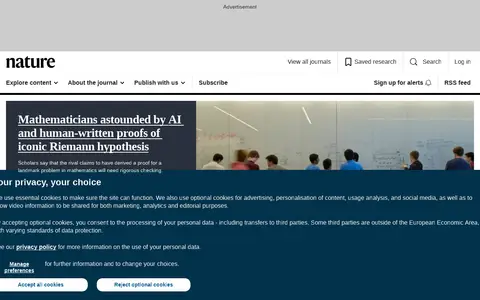 Advertisement
nature
View all journals
Saved research
Search
Log in
Explore content
About the journal
Publish with us
Subscribe
Sign up for alerts
RSS feed
Mathematicians astounded by AI
and human-written proofs of
iconic Riemann hypothesis
Scholars say that the rival claims to have derived a proof for a
landmark problem in mathematics will need rigorous checking.
our privacy, your choice
e use essential cookies to make sure the site can function. We also use optional cookies for advertising, personalisation of content, usage analysis, and social media, as well as to
ow video information to be shared for both marketing, analytics and editorial purposes.
y accepting optional cookies, you consent to the processing of your personal data - including transfers to third parties. Some third parties are outside of the European Economic Area,
th varying standards of data protection.
ee our privacy policy for more information on the use of your personal data.
Manage
preferences
for further information and to change your choices.
Accept all cookies
Reject optional cookies